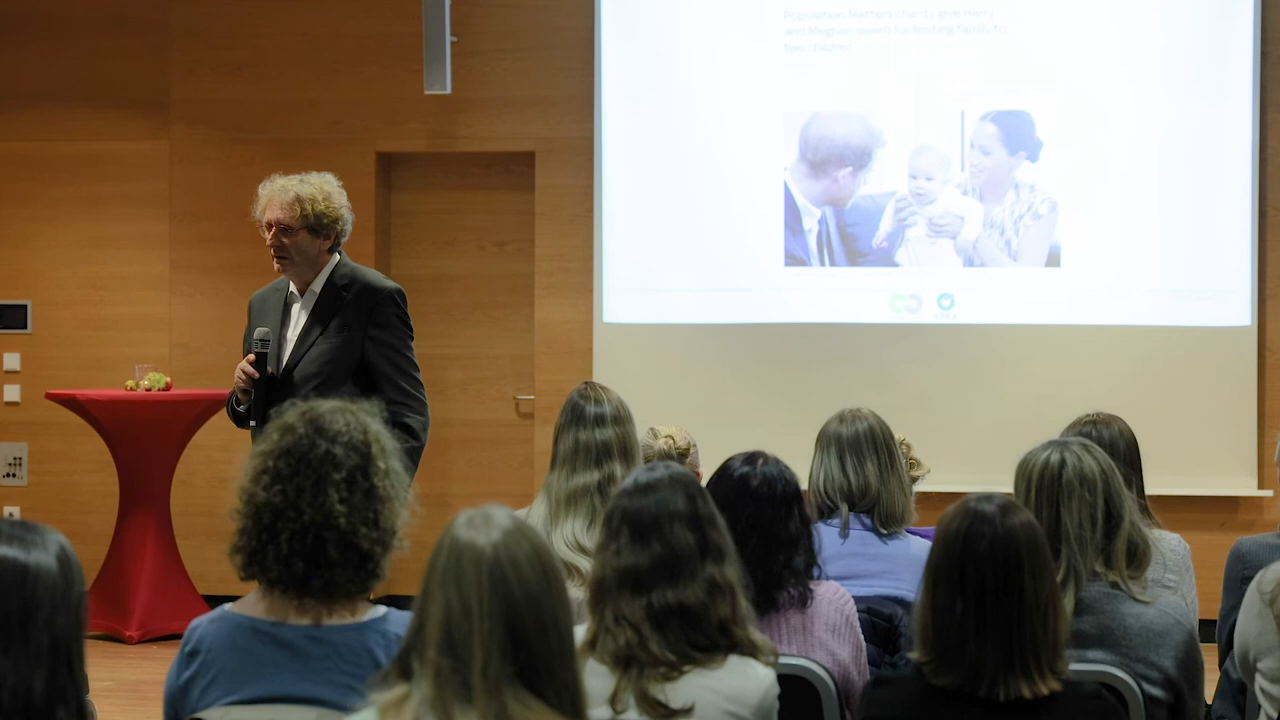 Population Matters charity give Harry
and Meghan award for limiting family to
two children